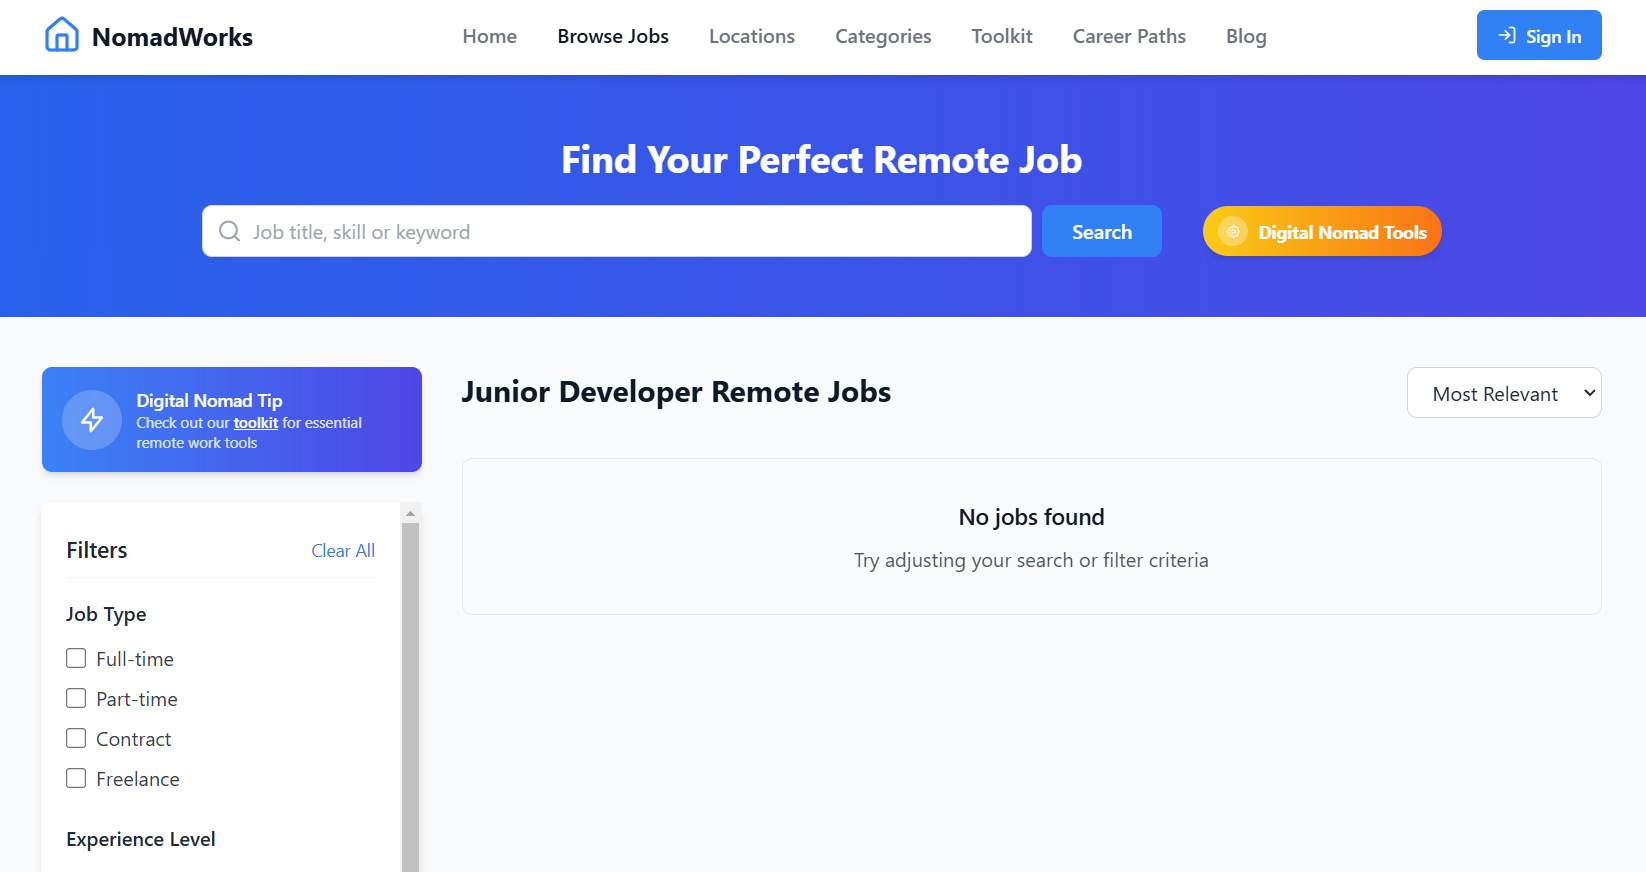 NomadWorks
Home
Browse Jobs
Locations
Categories
Toolkit
Career Paths
Blog
Sign In
Find Your Perfect Remote Job
Job title, skill or keyword
Search
Digital Nomad Tools
Digital Nomad Tip
Check out our toolkit for essential
remote work tools
Filters
Clear All
Job Type
Full-time
Part-time
Contract
Freelance
Experience Level
Junior Developer Remote Jobs
Most Relevant
No jobs found
Try adjusting your search or filter criteria